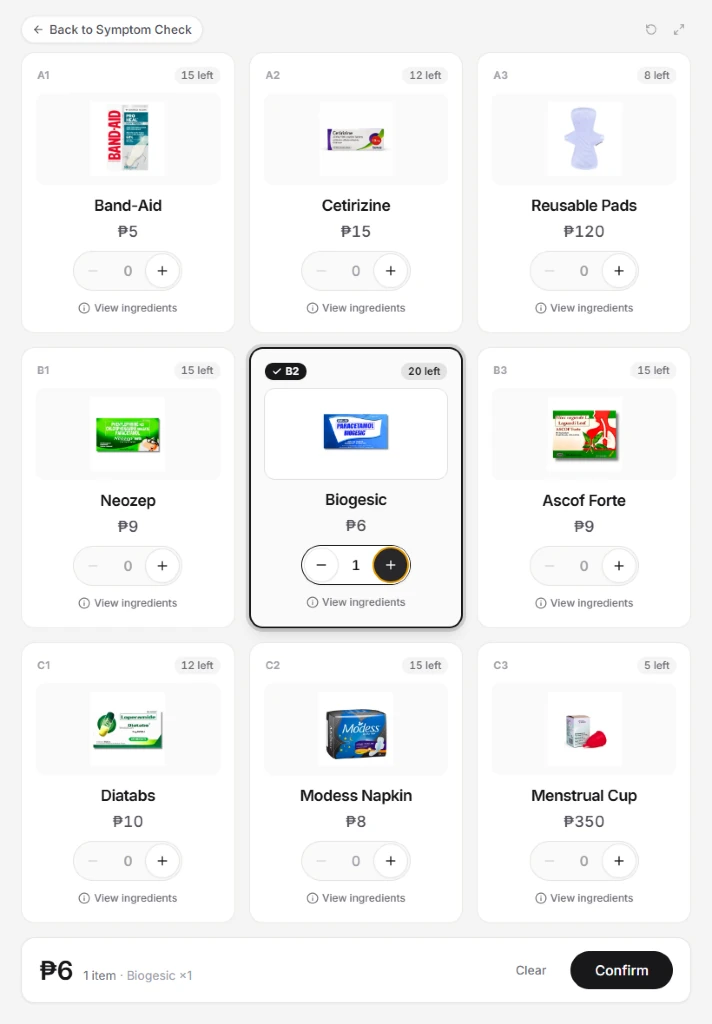 ← Back to Symptom Check
A1
15 left
BAND-AID
Band-Aid
₱5
− 0 +
View ingredients
A2
12 left
Cetirizine
Cetirizine
₱15
− 0 +
View ingredients
A3
8 left
Reusable Pads
₱120
− 0 +
View ingredients
B1
15 left
Neozep
₱9
− 0 +
View ingredients
✓ B2
20 left
PARACETAMOL
BIOGESIC
Biogesic
₱6
− 1 +
View ingredients
B3
15 left
Ascof Forte
₱9
− 0 +
View ingredients
C1
12 left
Diatabs
Diatabs
₱10
− 0 +
View ingredients
C2
15 left
Modess
Modess Napkin
₱8
− 0 +
View ingredients
C3
5 left
Menstrual Cup
₱350
− 0 +
View ingredients
₱6 1 item · Biogesic ×1
Clear
Confirm